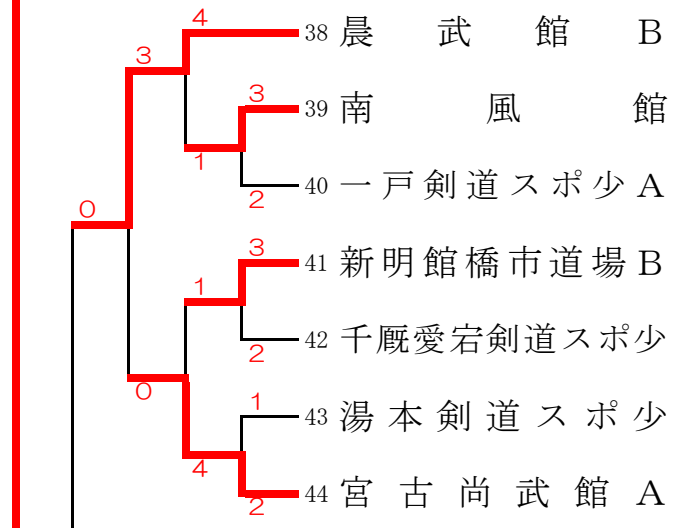 4
38 晨武館B
3
3
39 南風館
1
40 一戸剣道スポ少A
2
0
3
41 新明館橋市道場B
1
42 千厩愛宕剣道スポ少
2
0
1
43 湯本剣道スポ少
4
44 宮古尚武館A
2